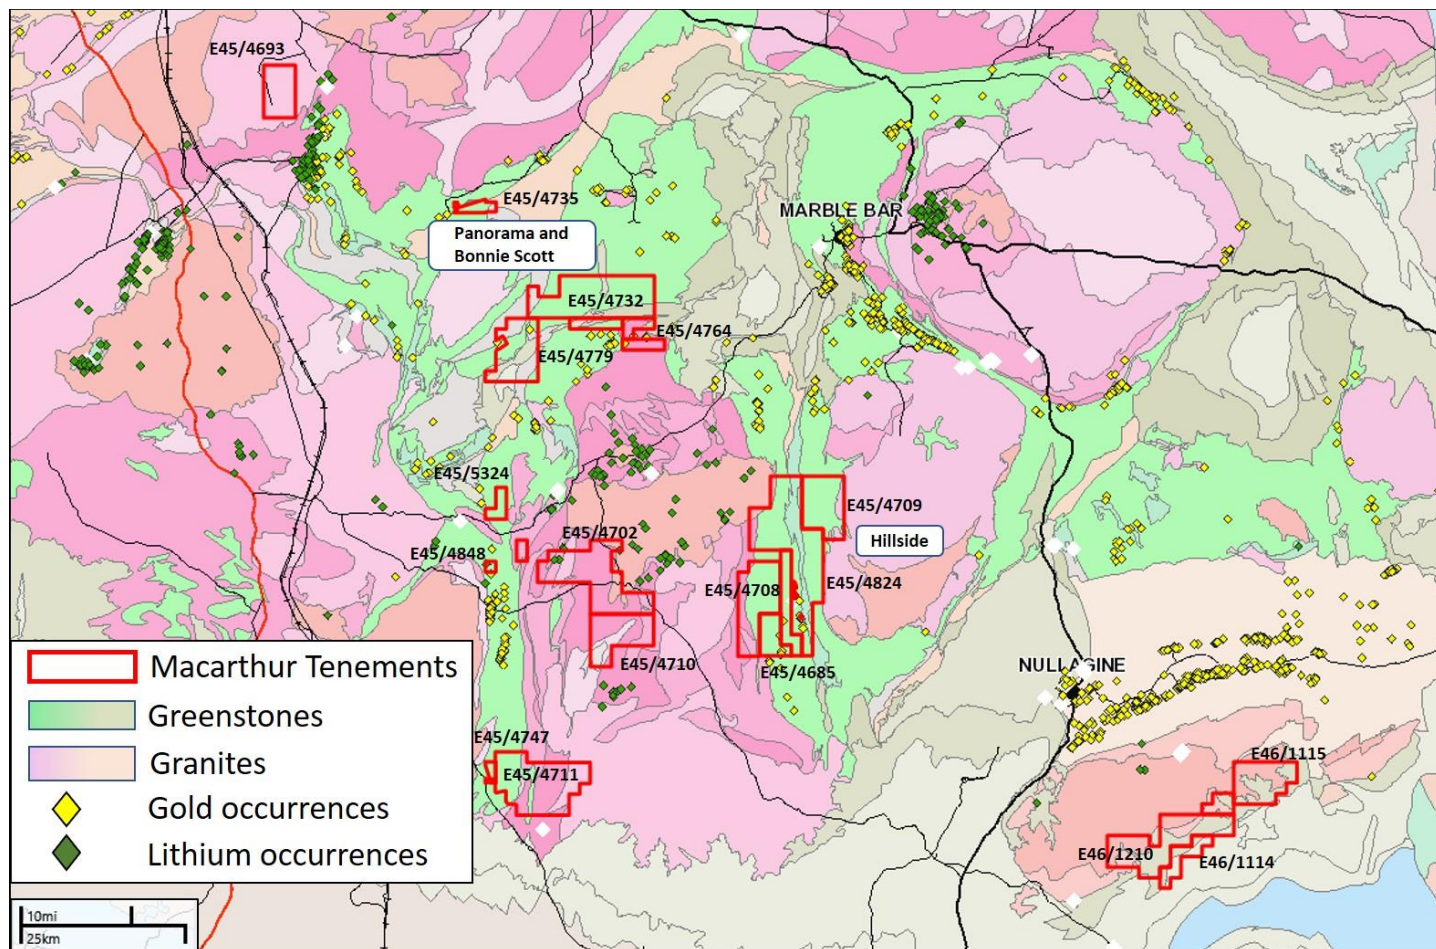 E45/4693
E45/4735
Panorama and
Bonnie Scott
MARBLE BAR
E45/4732
E45/4764
E45/4779
E45/5324
E45/4709
Hillside
E45/4702
E45/4848
E45/4708
E45/4824
E45/4710
E45/4685
NULLAGINE
E45/4747
E45/4711
E46/1115
E46/1210
E46/1114
Macarthur Tenements
Greenstones
Granites
Gold occurrences
Lithium occurrences
10mi
25km